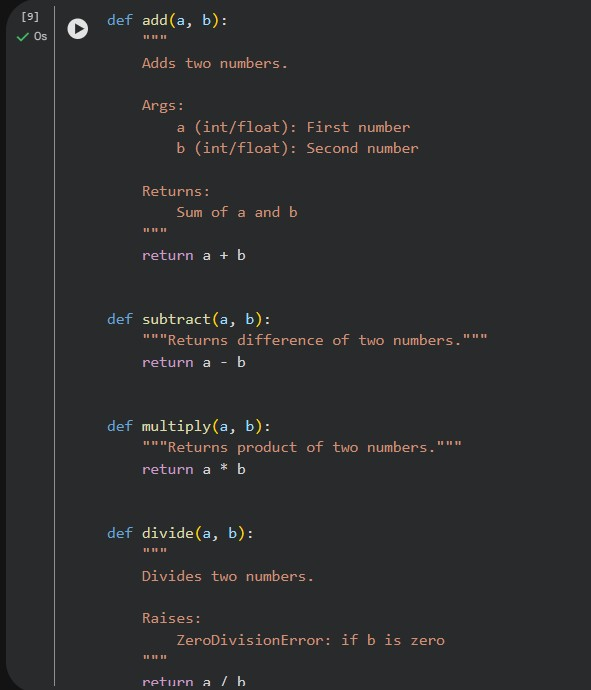 [9]
0s
def add(a, b):
    """
    Adds two numbers.

    Args:
        a (int/float): First number
        b (int/float): Second number

    Returns:
        Sum of a and b
    """
    return a + b


def subtract(a, b):
    """Returns difference of two numbers."""
    return a - b


def multiply(a, b):
    """Returns product of two numbers."""
    return a * b


def divide(a, b):
    """
    Divides two numbers.

    Raises:
        ZeroDivisionError: if b is zero
    """
    return a / b